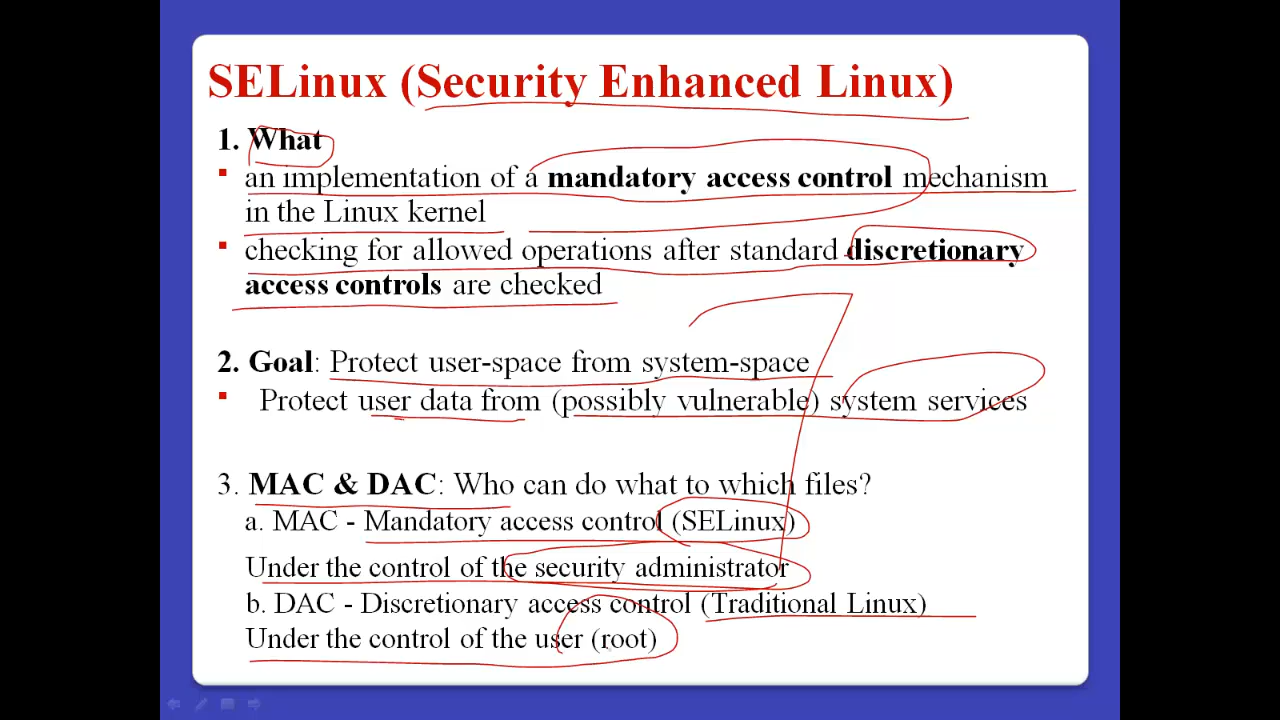 SELinux (Security Enhanced Linux)
1. What
an implementation of a mandatory access control mechanism
in the Linux kernel
checking for allowed operations after standard discretionary
access controls are checked
2. Goal: Protect user-space from system-space
Protect user data from (possibly vulnerable) system services
3. MAC & DAC: Who can do what to which files?
a. MAC - Mandatory access control (SELinux)
Under the control of the security administrator
b. DAC - Discretionary access control (Traditional Linux)
Under the control of the user (root)